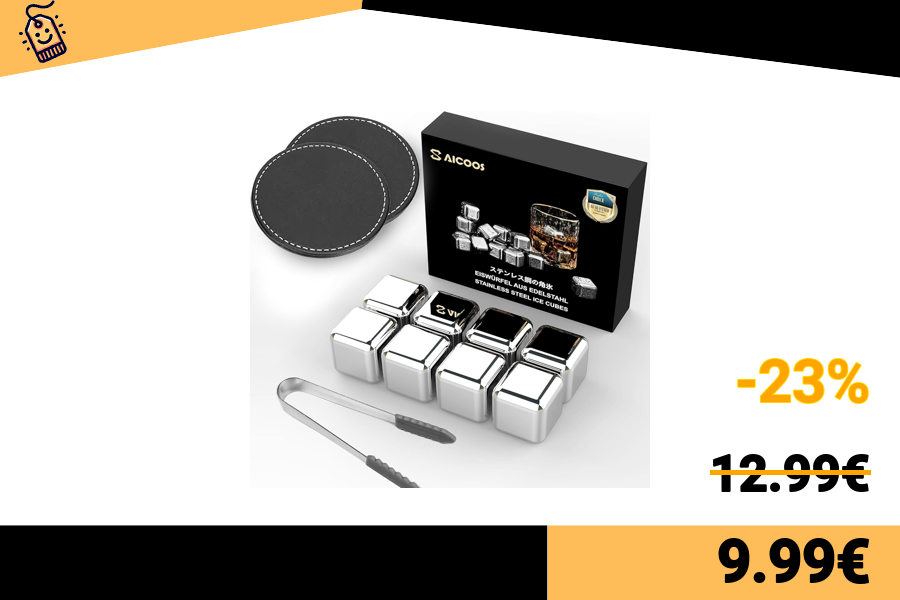 AICOOS
ステンレス鋼の角氷
EISWÜRFEL AUS EDELSTAHL
STAINLESS STEEL ICE CUBES
-23%
12.99€
9.99€